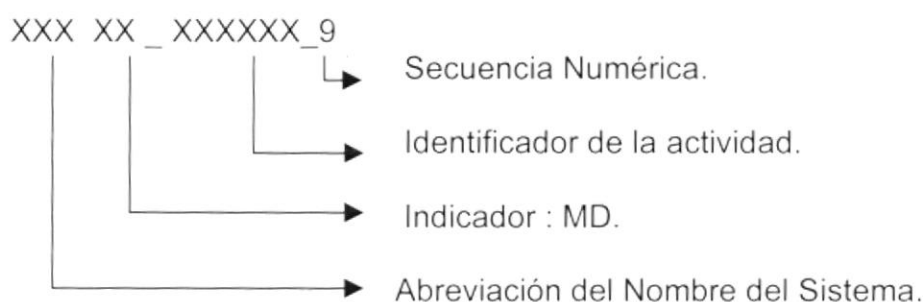 XXX XX _ XXXXXX_9
Secuencia Numérica.
Identificador de la actividad.
Indicador : MD.
Abreviación del Nombre del Sistema.